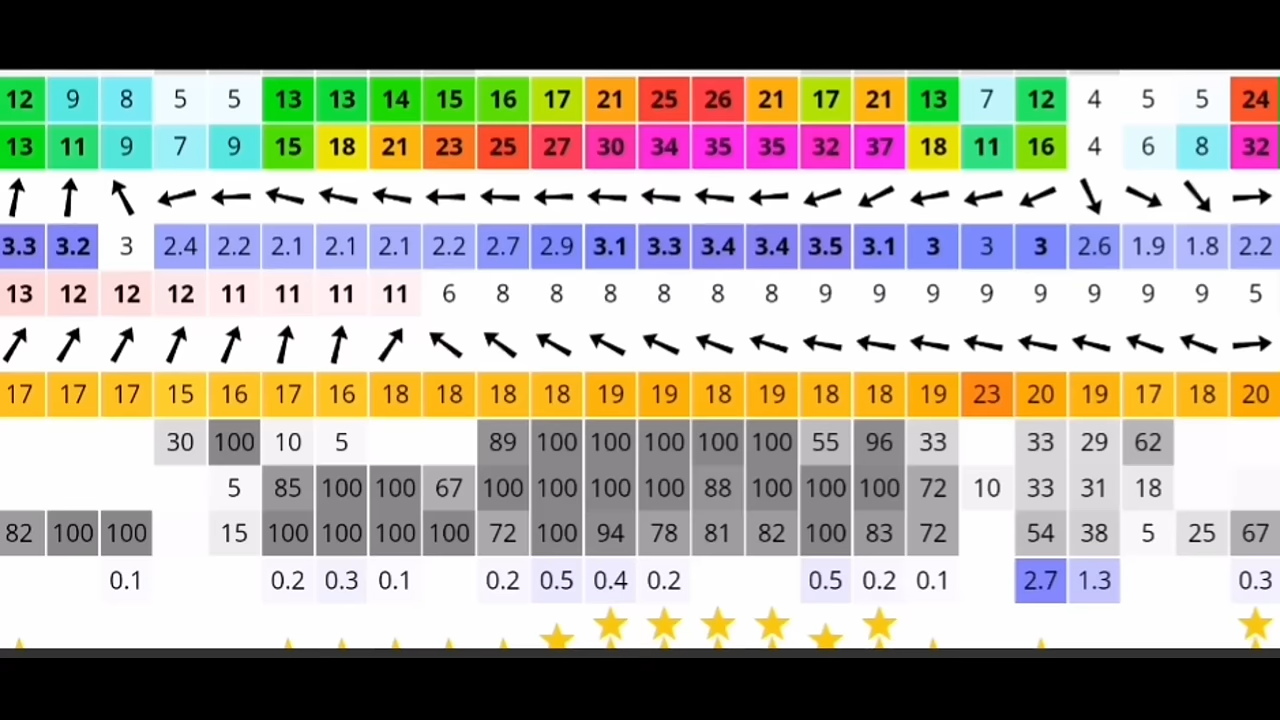 12 9 8 5 5 13 13 14 15 16 17 21 25 26 21 17 21 13 7 12 4 5 5 24
13 11 9 7 9 15 18 21 23 25 27 30 34 35 35 32 37 18 11 16 4 6 8 32
3.3 3.2 3 2.4 2.2 2.1 2.1 2.1 2.2 2.7 2.9 3.1 3.3 3.4 3.4 3.5 3.1 3 3 3 2.6 1.9 1.8 2.2
13 12 12 12 11 11 11 11 6 8 8 8 8 8 8 9 9 9 9 9 9 9 9 5
17 17 17 15 16 17 16 18 18 18 18 19 19 18 19 18 18 19 23 20 19 17 18 20
30 100 10 5 89 100 100 100 100 100 55 96 33 33 29 62
5 85 100 100 67 100 100 100 100 88 100 100 100 72 10 33 31 18
82 100 100 15 100 100 100 100 72 100 94 78 81 82 100 83 72 54 38 5 25 67
0.1 0.2 0.3 0.1 0.2 0.5 0.4 0.2 0.5 0.2 0.1 2.7 1.3 0.3